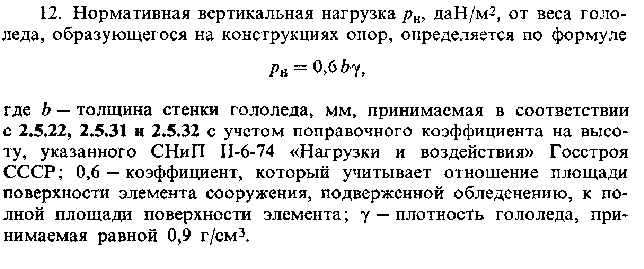 12. Нормативная вертикальная нагрузка pн, даН/м², от веса голо-
леда, образующегося на конструкциях опор, определяется по формуле
pн = 0,6 bγ,
где b — толщина стенки гололеда, мм, принимаемая в соответствии
с 2.5.22, 2.5.31 и 2.5.32 с учетом поправочного коэффициента на высо-
ту, указанного СНиП II-6-74 «Нагрузки и воздействия» Госстроя
СССР; 0,6 — коэффициент, который учитывает отношение площади
поверхности элемента сооружения, подверженной обледенению, к по-
лной площади поверхности элемента; γ — плотность гололеда, при-
нимаемая равной 0,9 г/см³.